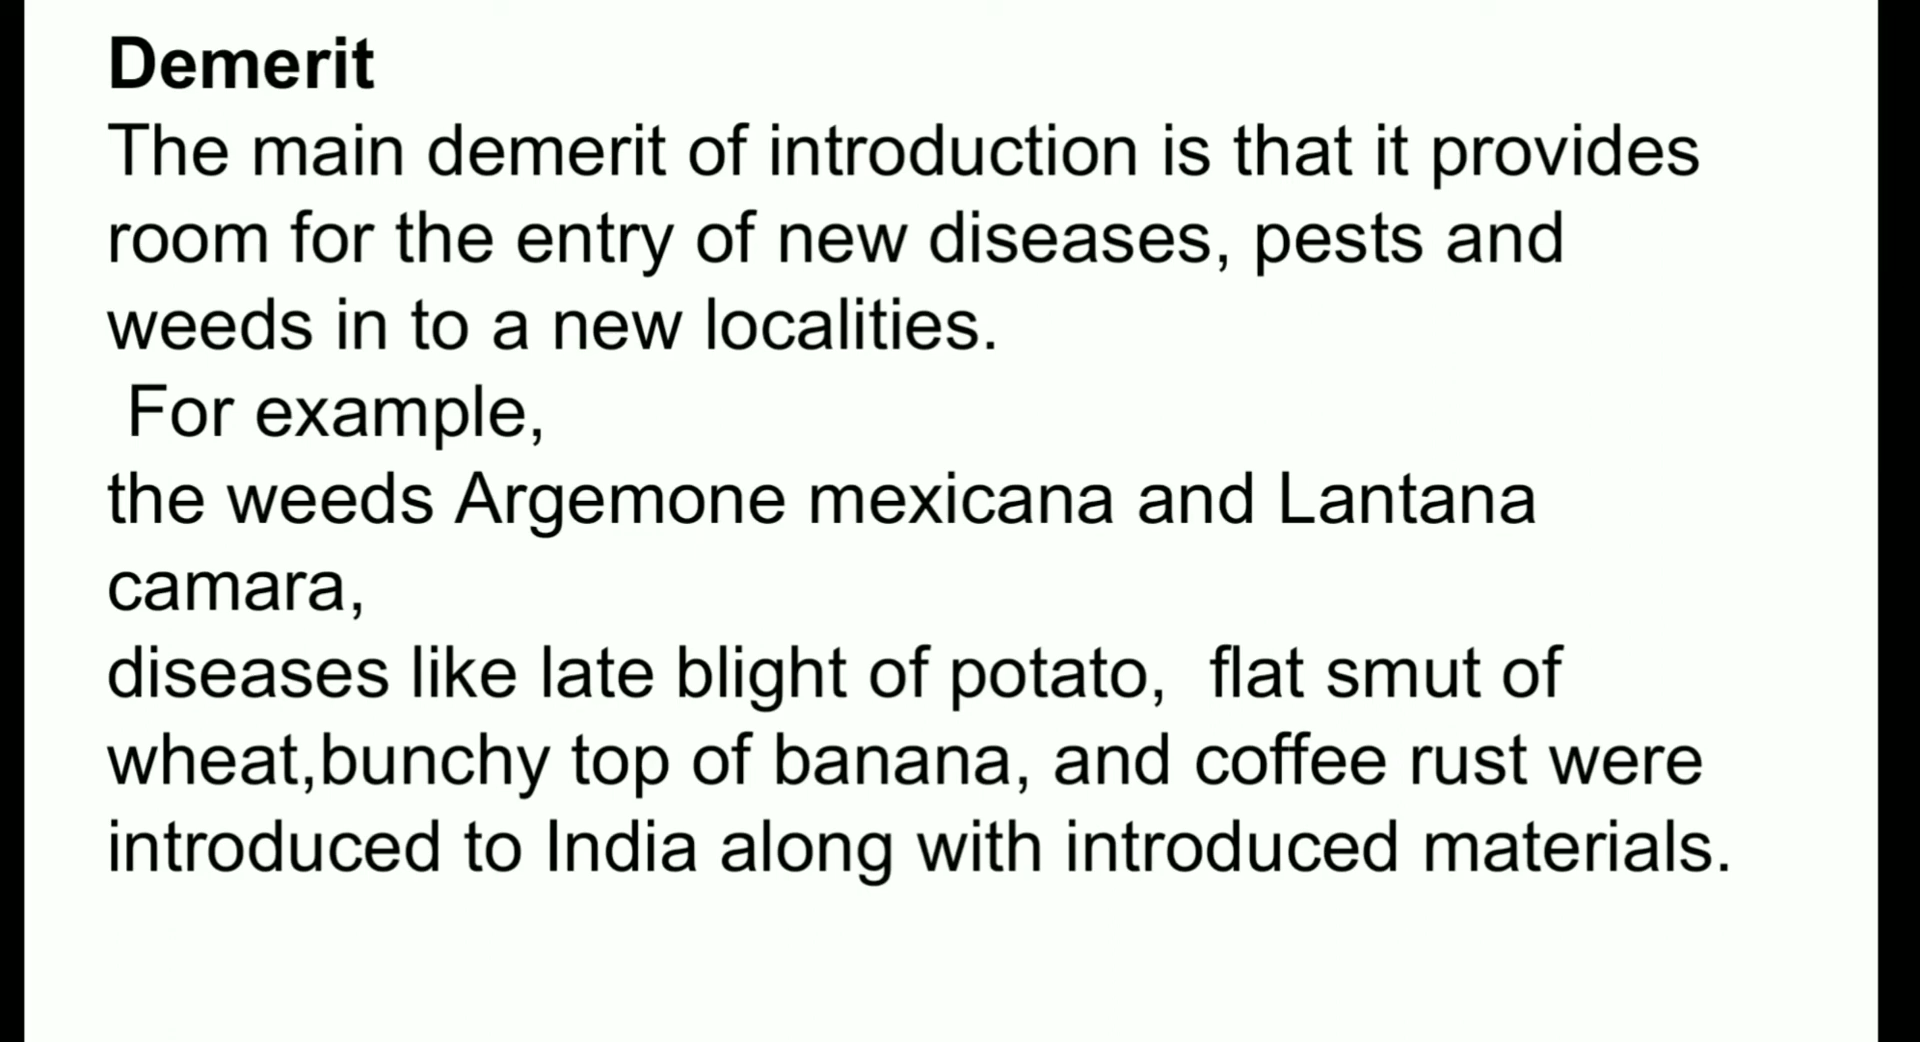 Demerit
The main demerit of introduction is that it provides
room for the entry of new diseases, pests and
weeds in to a new localities.
For example,
the weeds Argemone mexicana and Lantana
camara,
diseases like late blight of potato,  flat smut of
wheat,bunchy top of banana, and coffee rust were
introduced to India along with introduced materials.